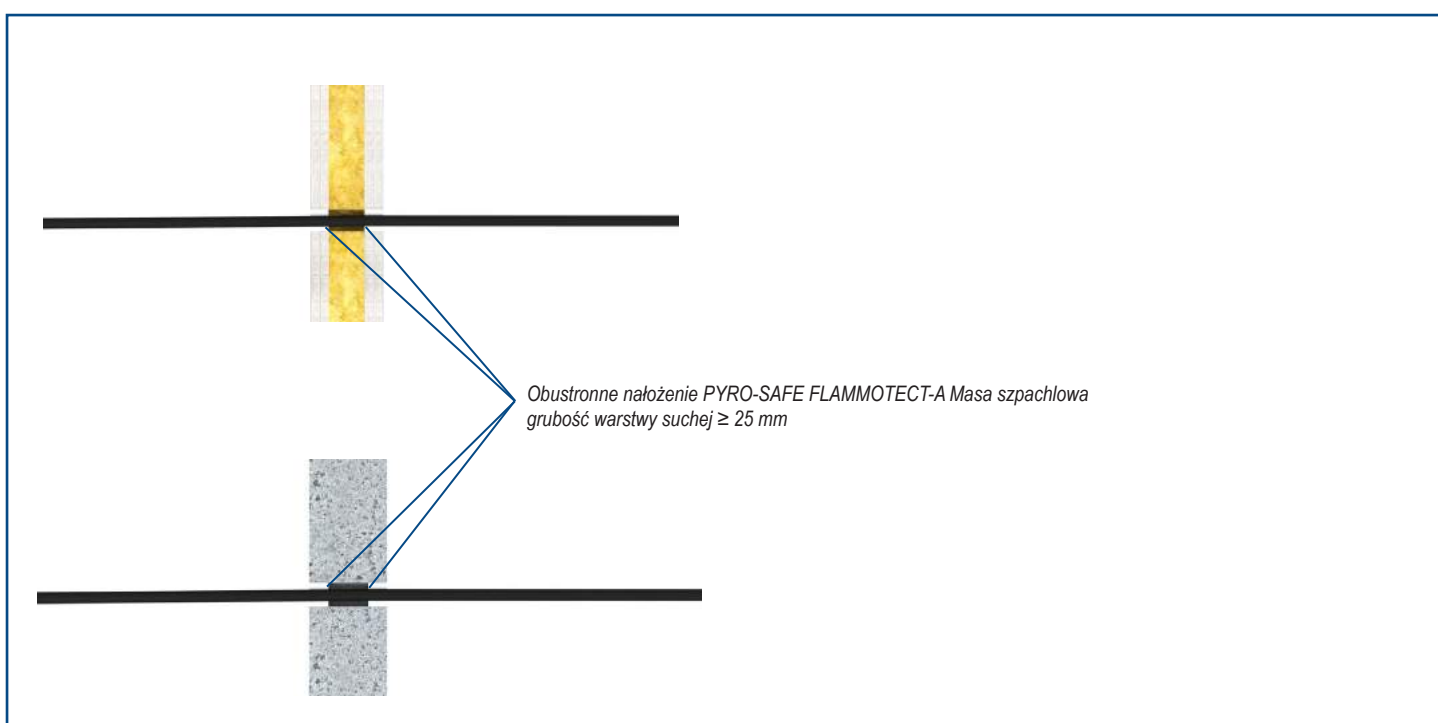 Obustronne nałożenie PYRO-SAFE FLAMMOTECT-A Masa szpachlowa
grubość warstwy suchej ≥ 25 mm